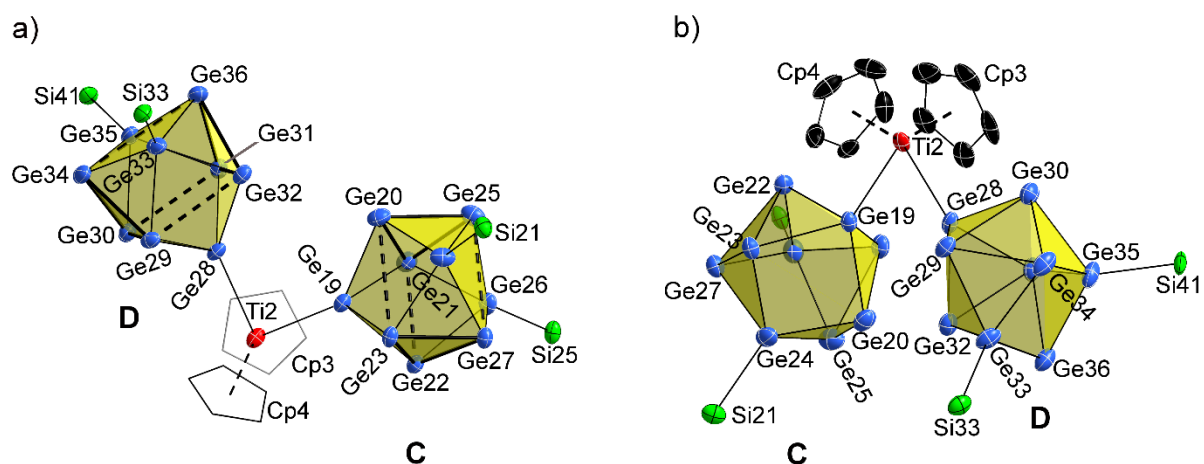 a)
Si41
Si33
Ge36
Ge35
Ge33
Ge31
Ge34
Ge32
Ge30
Ge29
Ge28
D
Ge20
Ge25
Si21
Ge19
Ge21
Ge26
Ti2
Cp3
Ge23
Ge22
Ge27
Si25
Cp4
C
b)
Cp4
Cp3
Ti2
Ge22
Ge19
Ge28
Ge30
Ge23
Ge29
Ge35
Ge27
Ge34
Si41
Ge24
Ge20
Ge32
Ge25
Ge33
Ge36
Si21
Si33
C
D